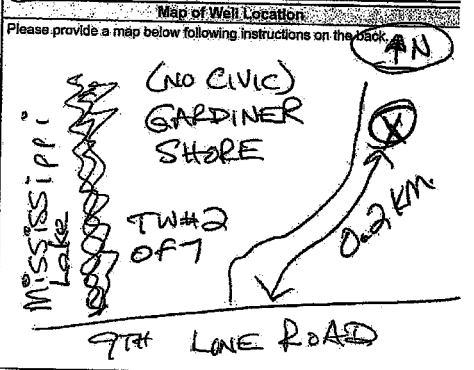 Map of Well Location
Please provide a map below following instructions on the back.
N
(NO CIVIC)
GARDINER
SHORE
X
Mississippi
Lake
TW#2
OF 7
0.2 KM.
9TH LINE ROAD